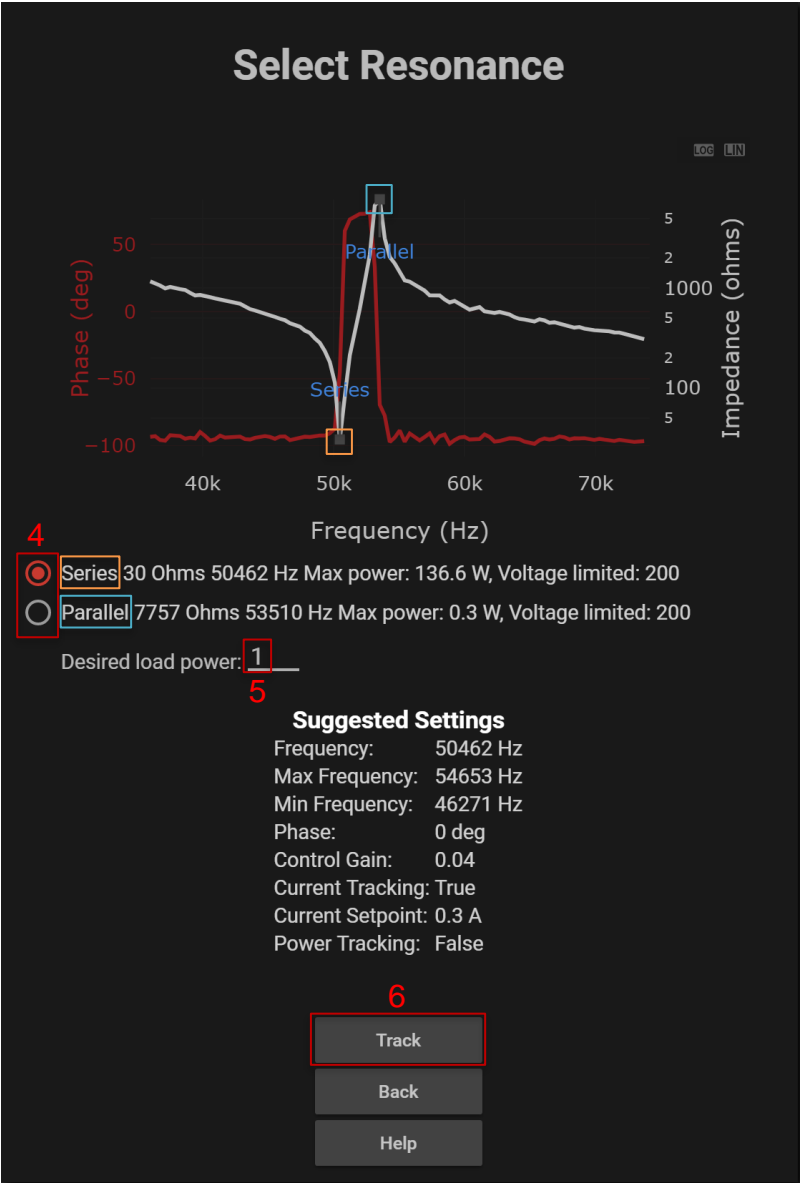 Select Resonance
LOG LIN
50
0
−50
−100
Phase (deg)
5
2
1000
5
2
100
5
Impedance (ohms)
Parallel
Series
40k 50k 60k 70k
Frequency (Hz)
4
Series 30 Ohms 50462 Hz Max power: 136.6 W, Voltage limited: 200
Parallel 7757 Ohms 53510 Hz Max power: 0.3 W, Voltage limited: 200
Desired load power: 1
5
Suggested Settings
Frequency: 50462 Hz
Max Frequency: 54653 Hz
Min Frequency: 46271 Hz
Phase: 0 deg
Control Gain: 0.04
Current Tracking: True
Current Setpoint: 0.3 A
Power Tracking: False
6
Track
Back
Help